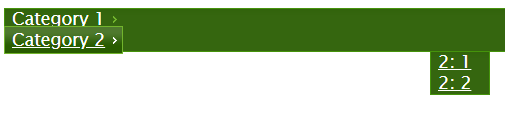 Category 1 ›
Category 2 ›
2: 1
2: 2